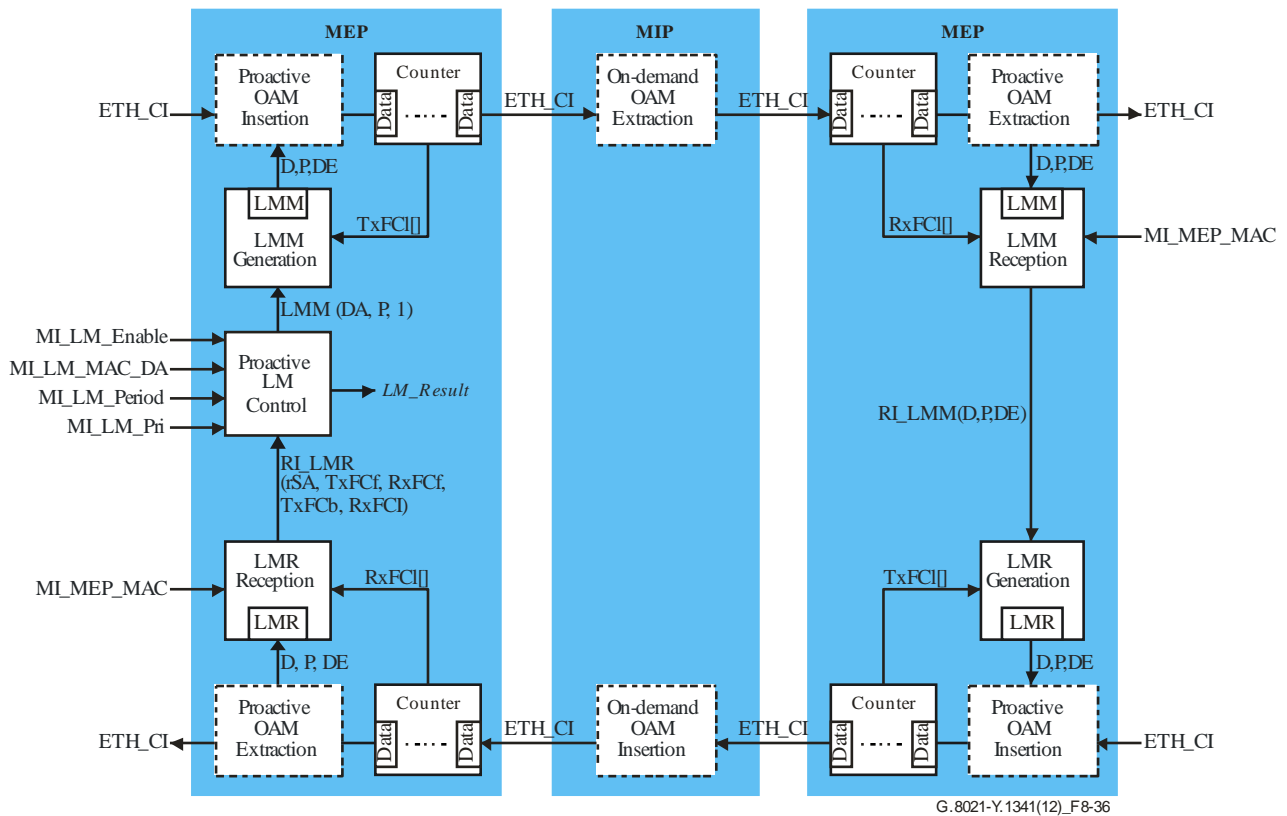 MEP
MIP
MEP
Proactive
OAM
Insertion
Counter
Data
Data
On-demand
OAM
Extraction
Counter
Data
Data
Proactive
OAM
Extraction
ETH_CI
ETH_CI
ETH_CI
ETH_CI
D,P,DE
D,P,DE
LMM
LMM
Generation
TxFCl[]
RxFCl[]
LMM
LMM
Reception
MI_MEP_MAC
LMM (DA, P, 1)
MI_LM_Enable
MI_LM_MAC_DA
MI_LM_Period
MI_LM_Pri
Proactive
LM
Control
LM_Result
RI_LMM(D,P,DE)
RI_LMR
(rSA, TxFCf, RxFCf,
TxFCb, RxFCI)
MI_MEP_MAC
LMR
Reception
LMR
RxFCl[]
TxFCl[]
LMR
Generation
LMR
D, P, DE
D,P,DE
Proactive
OAM
Extraction
Counter
Data
Data
On-demand
OAM
Insertion
Counter
Data
Data
Proactive
OAM
Insertion
ETH_CI
ETH_CI
ETH_CI
ETH_CI
G.8021-Y.1341(12)_F8-36